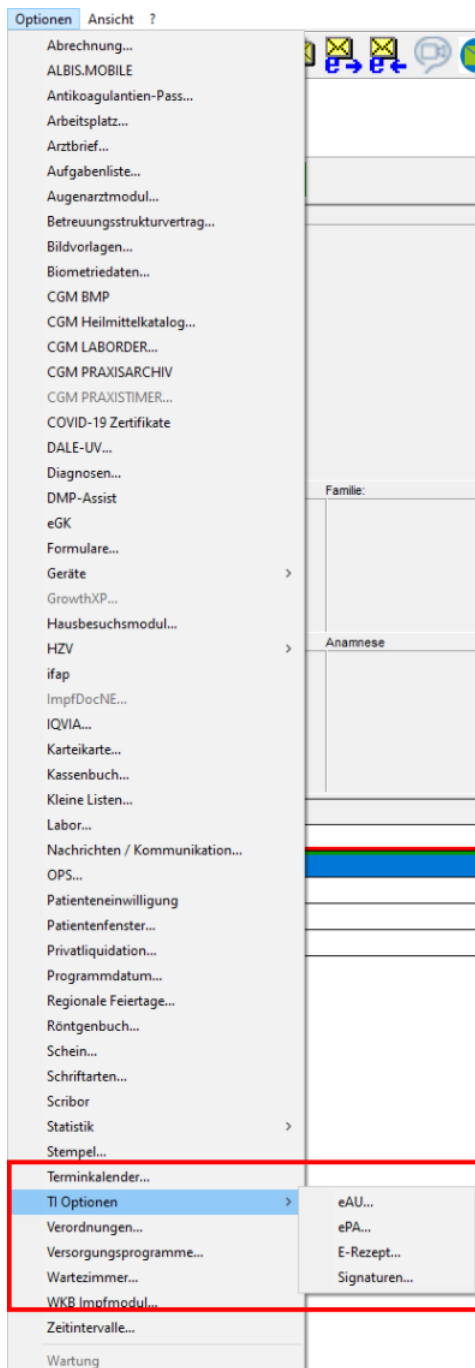 Optionen Ansicht ?
Abrechnung...
ALBIS.MOBILE
Antikoagulantien-Pass...
Arbeitsplatz...
Arztbrief...
Aufgabenliste...
Augenarztmodul...
Betreuungsstrukturvertrag...
Bildvorlagen...
Biometriedaten...
CGM BMP
CGM Heilmittelkatalog...
CGM LABORDER...
CGM PRAXISARCHIV
CGM PRAXISTIMER...
COVID-19 Zertifikate
DALE-UV...
Diagnosen...
DMP-Assist
Familie:
eGK
Formulare...
Geräte >
GrowthXP...
Hausbesuchsmodul...
HZV >
Anamnese
ifap
ImpfDocNE...
IQVIA...
Karteikarte...
Kassenbuch...
Kleine Listen...
Labor...
Nachrichten / Kommunikation...
OPS...
Patienteneinwilligung
Patientenfenster...
Privatliquidation...
Programmdatum...
Regionale Feiertage...
Röntgenbuch...
Schein...
Schriftarten...
Scribor
Statistik >
Stempel...
Terminkalender...
TI Optionen >
eAU...
Verordnungen...
ePA...
Versorgungsprogramme...
E-Rezept...
Wartezimmer...
Signaturen...
WKB Impfmodul...
Zeitintervalle...
Wartung